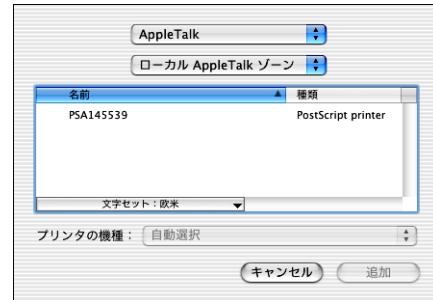 AppleTalk
ローカル AppleTalk ゾーン
名前 種類
PSA145539 PostScript printer
文字セット：欧米
プリンタの機種： 自動選択
キャンセル 追加